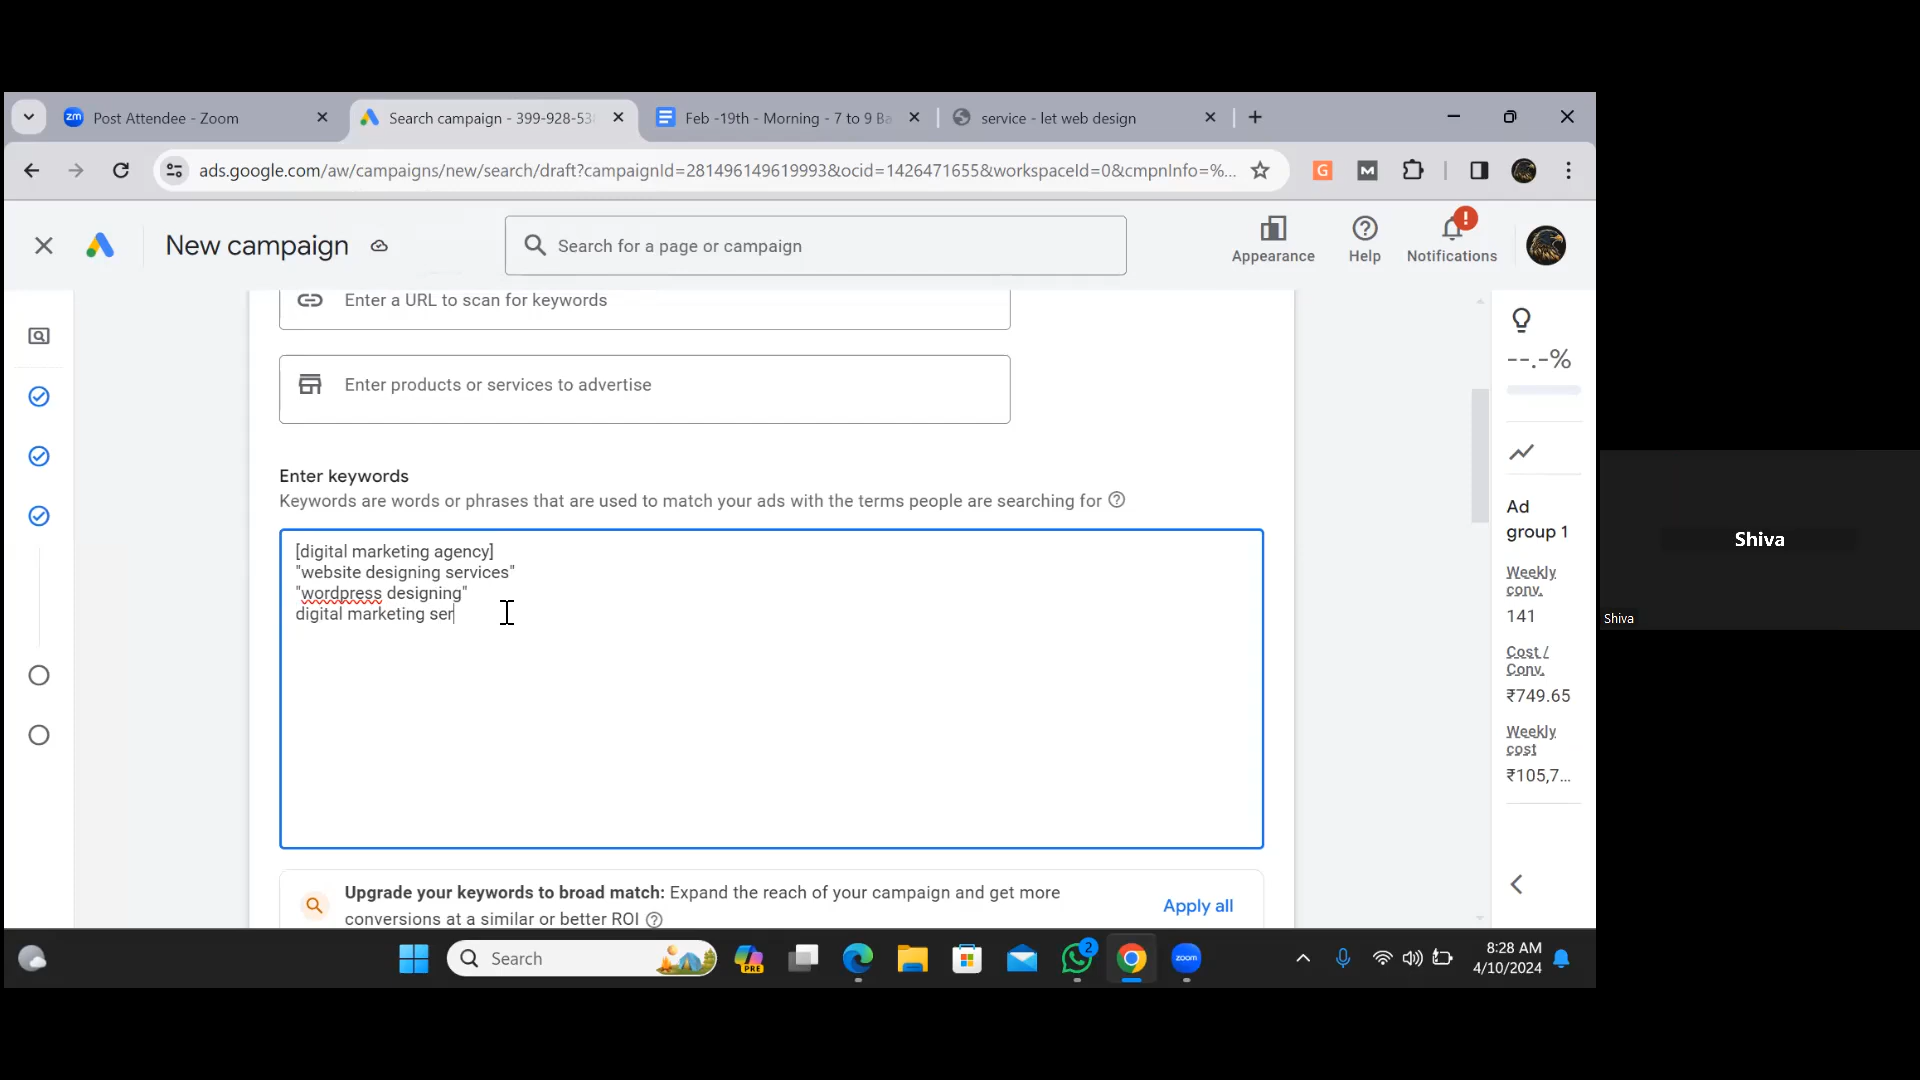 zm Post Attendee - Zoom
Search campaign - 399-928-538
Feb -19th - Morning - 7 to 9 Ba
service - let web design
ads.google.com/aw/campaigns/new/search/draft?campaignId=281496149619993&ocid=1426471655&workspaceId=0&cmpnInfo=%...
G
M
New campaign
Search for a page or campaign
Appearance
Help
!
Notifications
Enter a URL to scan for keywords
Enter products or services to advertise
Enter keywords
Keywords are words or phrases that are used to match your ads with the terms people are searching for
[digital marketing agency]
"website designing services"
"wordpress designing"
digital marketing ser
Upgrade your keywords to broad match: Expand the reach of your campaign and get more
conversions at a similar or better ROI
Apply all
--.-%
Ad
group 1
Weekly
conv.
141
Cost /
Conv.
₹749.65
Weekly
cost
₹105,7...
Shiva
Shiva
Search
PRE
2
zoom
8:28 AM
4/10/2024